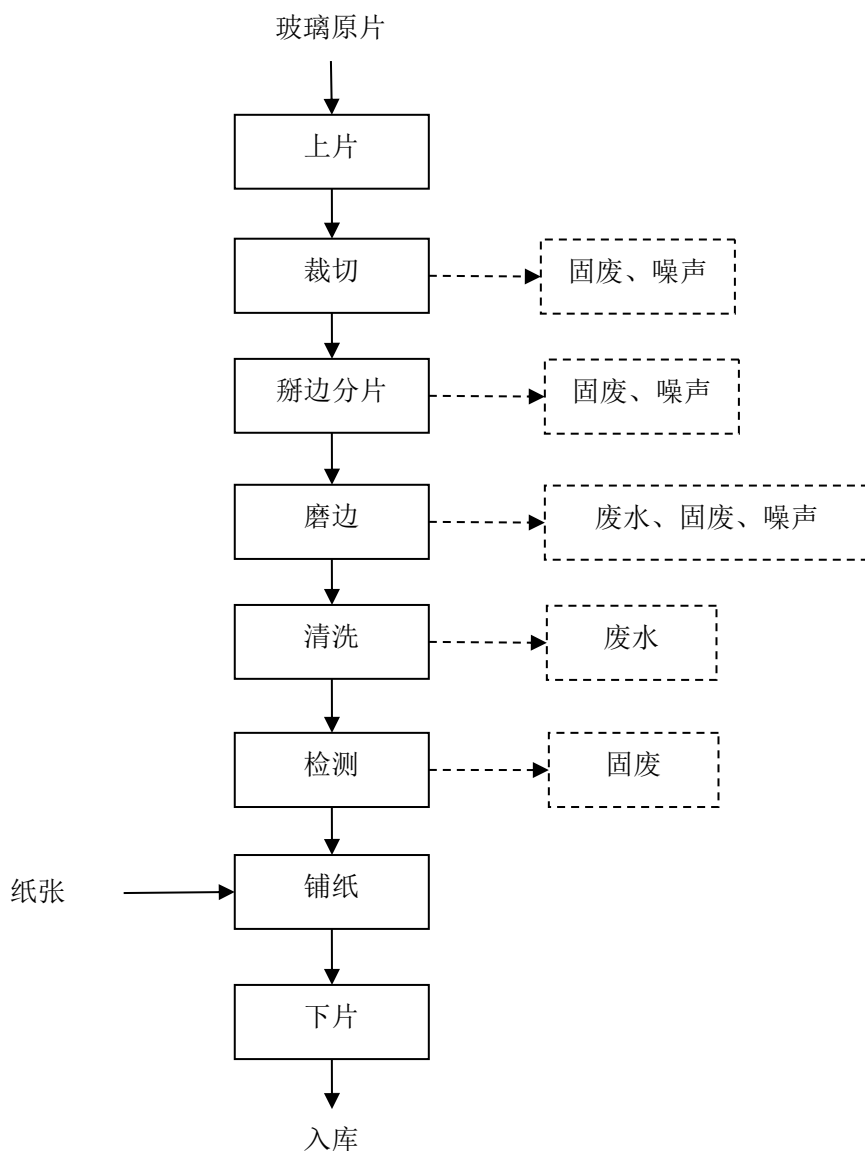 玻璃原片
上片
裁切
固废、噪声
掰边分片
固废、噪声
磨边
废水、固废、噪声
清洗
废水
检测
固废
纸张
铺纸
下片
入库